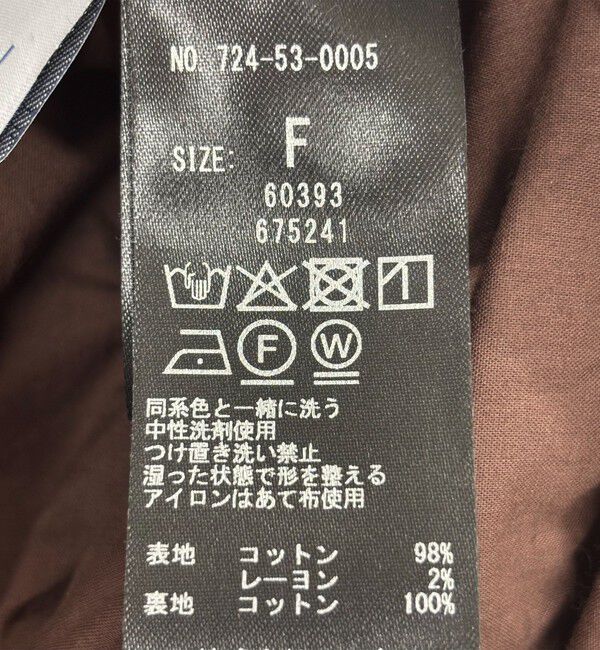 NO. 724-53-0005
SIZE: F
60393
675241
F W
同系色と一緒に洗う
中性洗剤使用
つけ置き洗い禁止
湿った状態で形を整える
アイロンはあて布使用
表地 コットン 98%
レーヨン 2%
裏地 コットン 100%